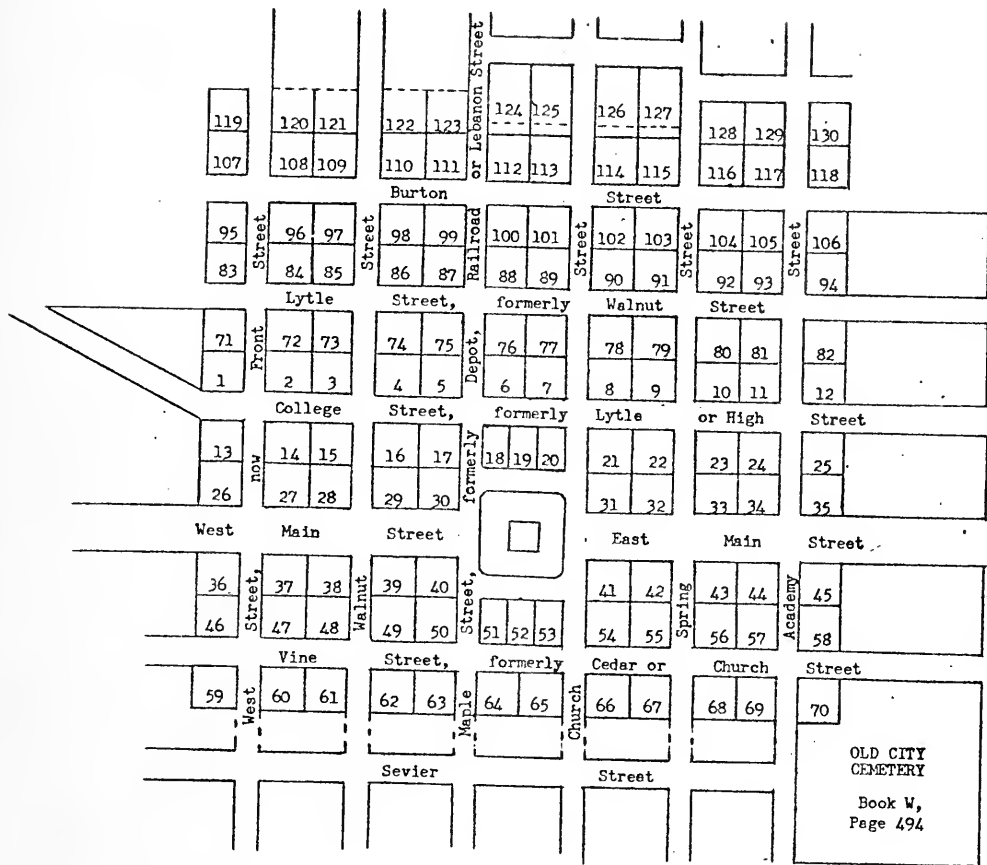 or Lebanon Street
124 125 126 127
119 120 121 122 123 128 129 130
107 108 109 110 111 112 113 114 115 116 117 118
Burton Street
95 96 97 98 99 100 101 102 103 104 105 106
Street Street Railroad Street Street Street
83 84 85 86 87 88 89 90 91 92 93 94
Lytle Street, formerly Walnut Street
71 72 73 74 75 76 77 78 79 80 81 82
Front Depot,
1 2 3 4 5 6 7 8 9 10 11 12
College Street, formerly Lytle or High Street
13 14 15 16 17 18 19 20 21 22 23 24 25
now formerly
26 27 28 29 30 31 32 33 34 35
West Main Street East Main Street
36 37 38 39 40 41 42 43 44 45
Street, Walnut Street, Spring Academy
46 47 48 49 50 51 52 53 54 55 56 57 58
Vine Street, formerly Cedar or Church Street
59 60 61 62 63 64 65 66 67 68 69 70
West Maple Church
OLD CITY
CEMETERY
Sevier Street
Book W,
Page 494